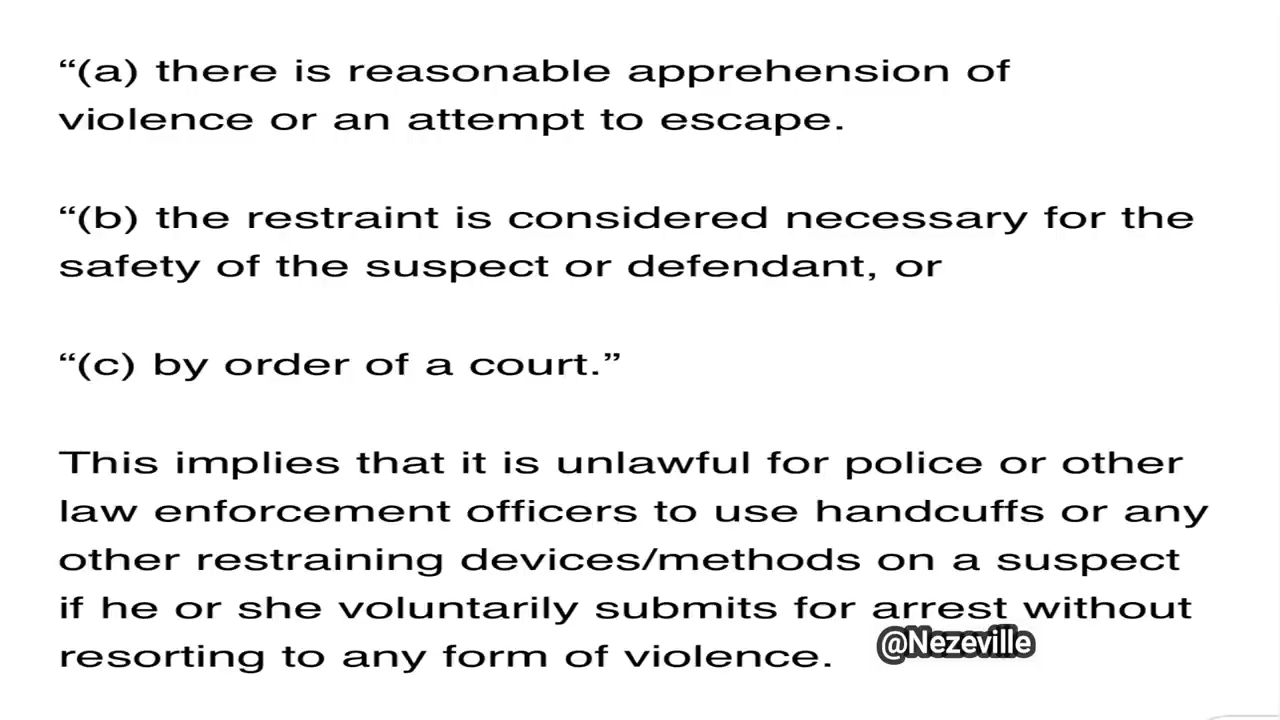 “(a) there is reasonable apprehension of
violence or an attempt to escape.
“(b) the restraint is considered necessary for the
safety of the suspect or defendant, or
“(c) by order of a court.”
This implies that it is unlawful for police or other
law enforcement officers to use handcuffs or any
other restraining devices/methods on a suspect
if he or she voluntarily submits for arrest without
resorting to any form of violence.
@Nezeville